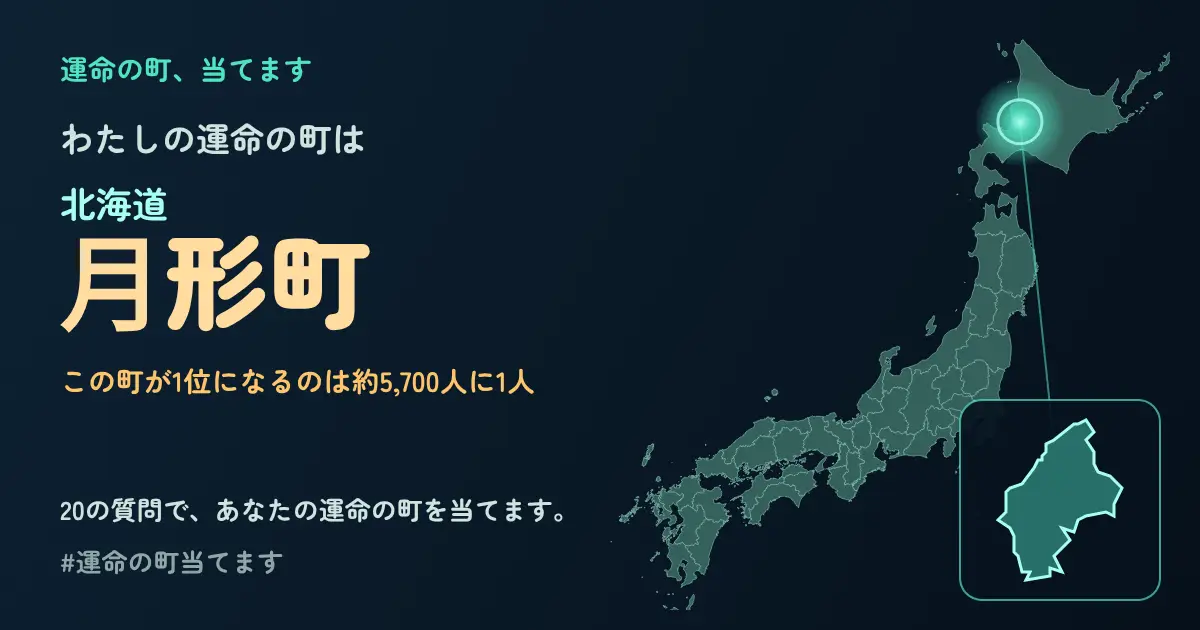 運命の町、当てます
わたしの運命の町は
北海道
月形町
この町が1位になるのは約5,700人に1人
20の質問で、あなたの運命の町を当てます。
#運命の町当てます